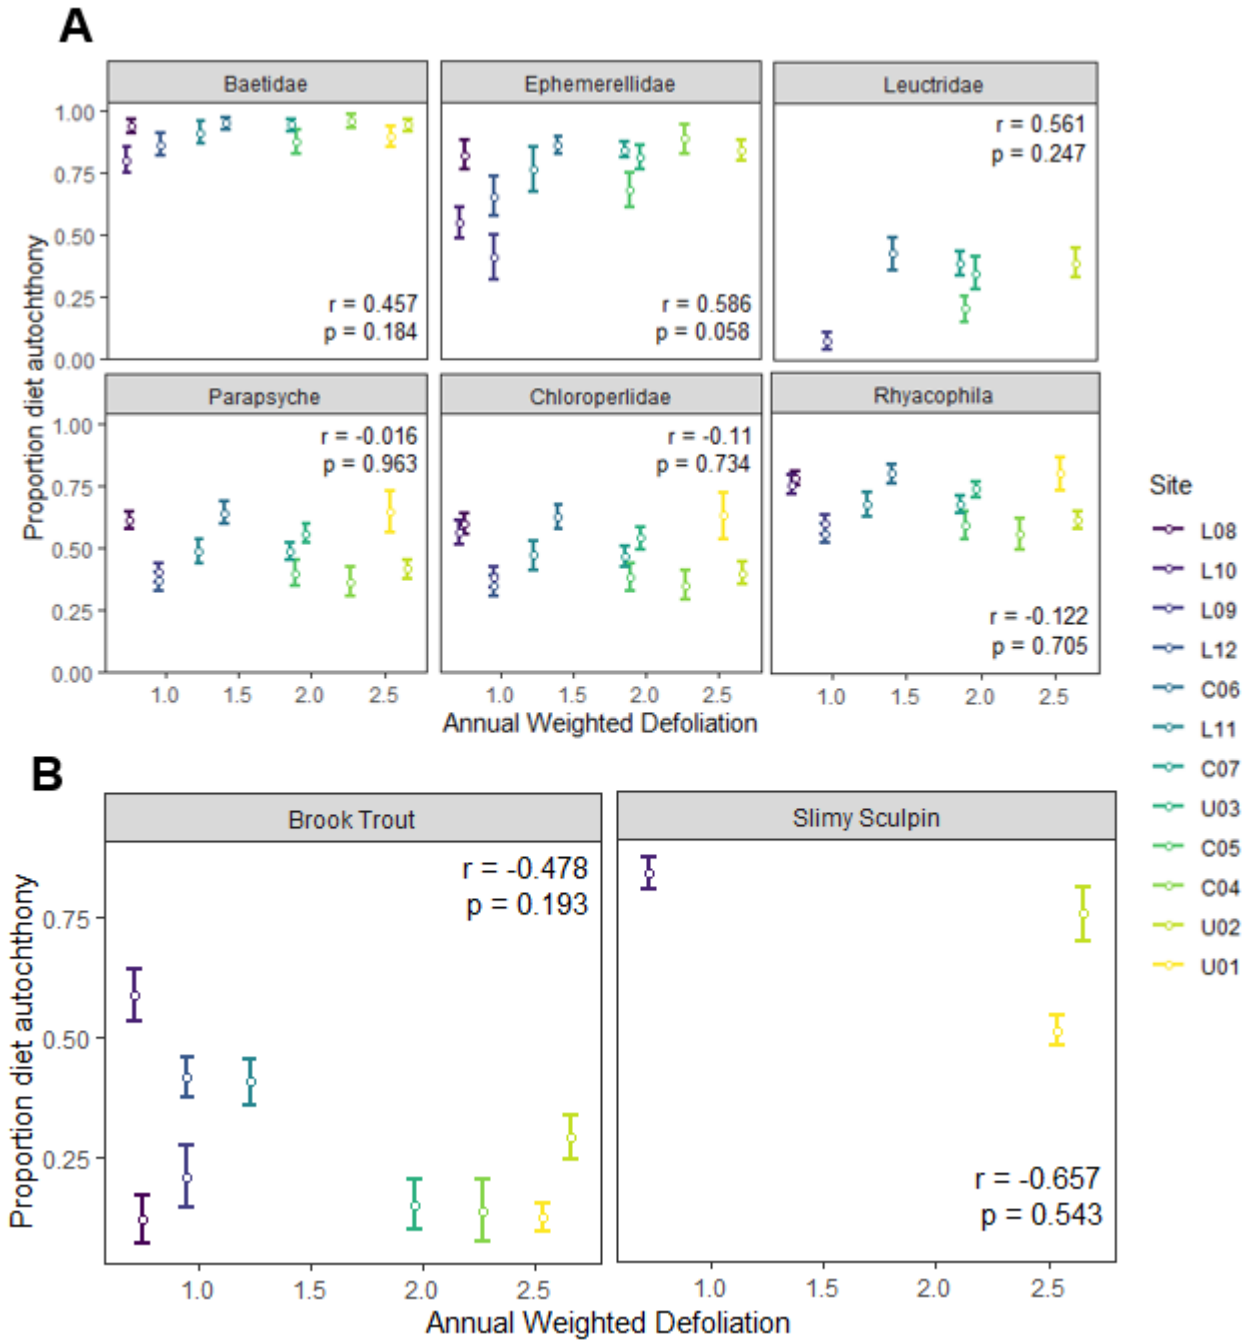 A
Baetidae
Ephemerellidae
Leuctridae
1.00
0.75
0.50
0.25
0.00
r = 0.457
p = 0.184
r = 0.586
p = 0.058
r = 0.561
p = 0.247
Proportion diet autochthony
Parapsyche
Chloroperlidae
Rhyacophila
1.00
0.75
0.50
0.25
0.00
r = -0.016
p = 0.963
r = -0.11
p = 0.734
r = -0.122
p = 0.705
1.0 1.5 2.0 2.5
1.0 1.5 2.0 2.5
1.0 1.5 2.0 2.5
Annual Weighted Defoliation
Site
L08
L10
L09
L12
C06
L11
C07
U03
C05
C04
U02
U01
B
Brook Trout
Slimy Sculpin
Proportion diet autochthony
0.75
0.50
0.25
r = -0.478
p = 0.193
r = -0.657
p = 0.543
1.0 1.5 2.0 2.5
1.0 1.5 2.0 2.5
Annual Weighted Defoliation